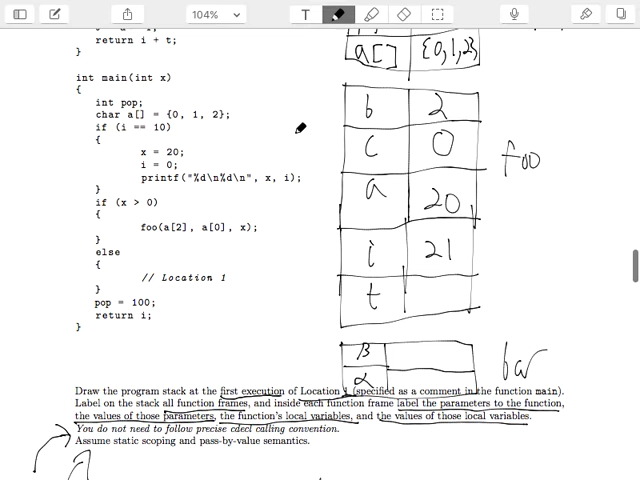 104%
T
return i + t;
}
a[] {0,1,2}
int main(int x)
{
int pop;
char a[] = {0, 1, 2};
if (i == 10)
{
x = 20;
i = 0;
printf("%d\n%d\n", x, i);
}
if (x > 0)
{
foo(a[2], a[0], x);
}
else
{
// Location 1
}
pop = 100;
return i;
}
b 2
c 0
foo
a 20
i 21
t
β
bar
α
Draw the program stack at the first execution of Location 1 (specified as a comment in the function main).
Label on the stack all function frames, and inside each function frame label the parameters to the function,
the values of those parameters, the function's local variables, and the values of those local variables.
You do not need to follow precise cdecl calling convention.
Assume static scoping and pass-by-value semantics.